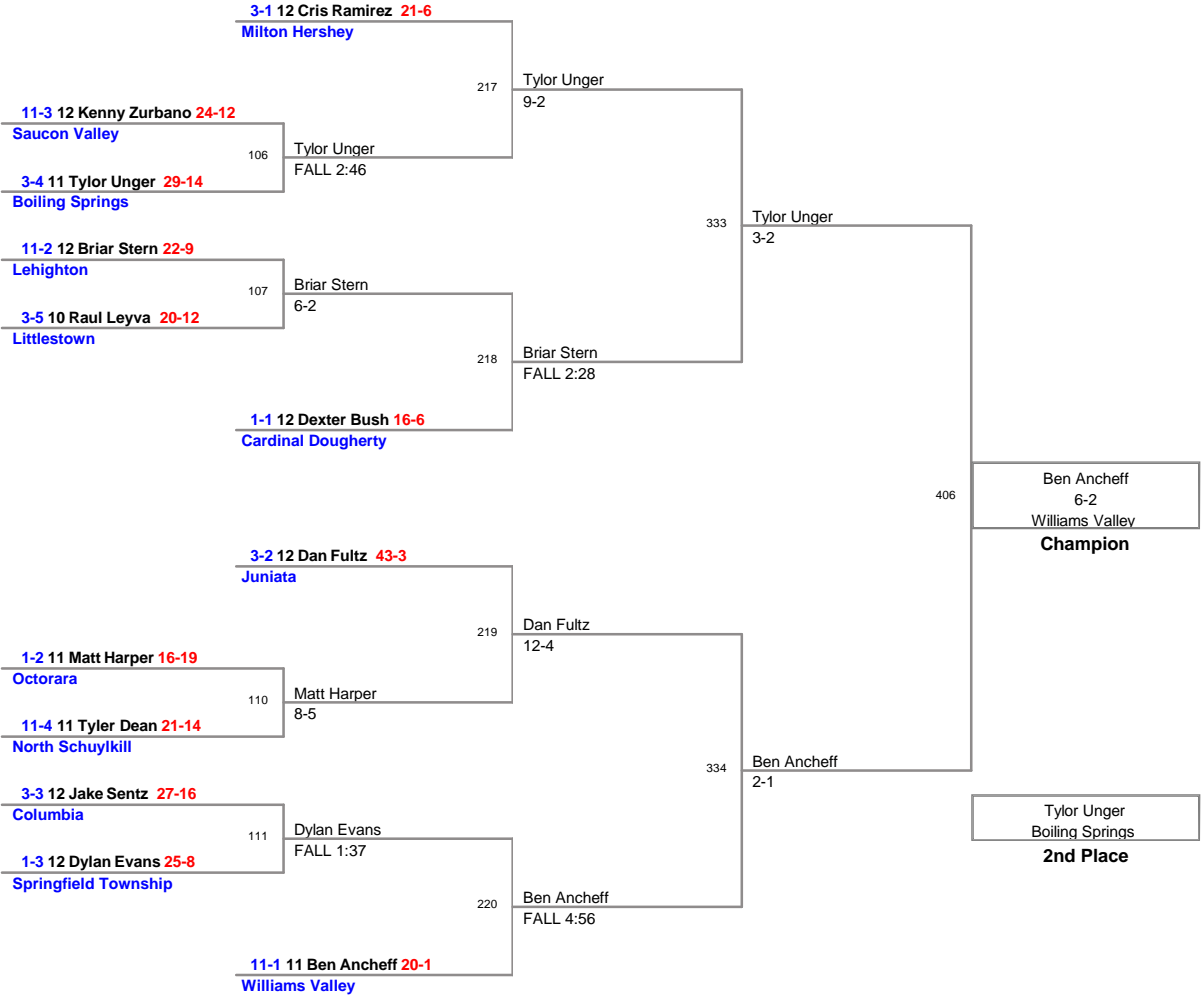 3-1 12 Cris Ramirez 21-6
Milton Hershey
217
Tylor Unger
9-2
11-3 12 Kenny Zurbano 24-12
Saucon Valley
106
Tylor Unger
FALL 2:46
3-4 11 Tylor Unger 29-14
Boiling Springs
333
Tylor Unger
3-2
11-2 12 Briar Stern 22-9
Lehighton
107
Briar Stern
6-2
3-5 10 Raul Leyva 20-12
Littlestown
218
Briar Stern
FALL 2:28
1-1 12 Dexter Bush 16-6
Cardinal Dougherty
406
Ben Ancheff
6-2
Williams Valley
Champion
3-2 12 Dan Fultz 43-3
Juniata
219
Dan Fultz
12-4
1-2 11 Matt Harper 16-19
Octorara
110
Matt Harper
8-5
11-4 11 Tyler Dean 21-14
North Schuylkill
334
Ben Ancheff
2-1
3-3 12 Jake Sentz 27-16
Columbia
111
Dylan Evans
FALL 1:37
1-3 12 Dylan Evans 25-8
Springfield Township
Tylor Unger
Boiling Springs
2nd Place
220
Ben Ancheff
FALL 4:56
11-1 11 Ben Ancheff 20-1
Williams Valley